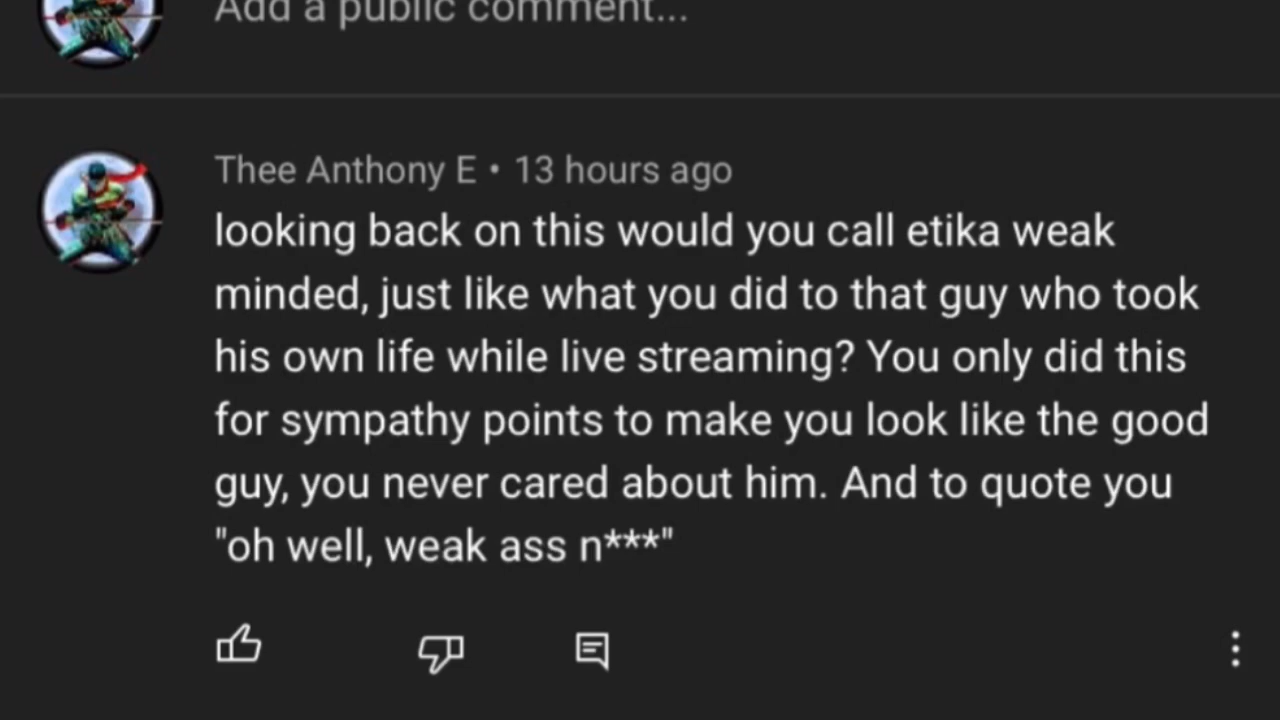 Add a public comment...
Thee Anthony E • 13 hours ago
looking back on this would you call etika weak
minded, just like what you did to that guy who took
his own life while live streaming? You only did this
for sympathy points to make you look like the good
guy, you never cared about him. And to quote you
"oh well, weak ass n***"